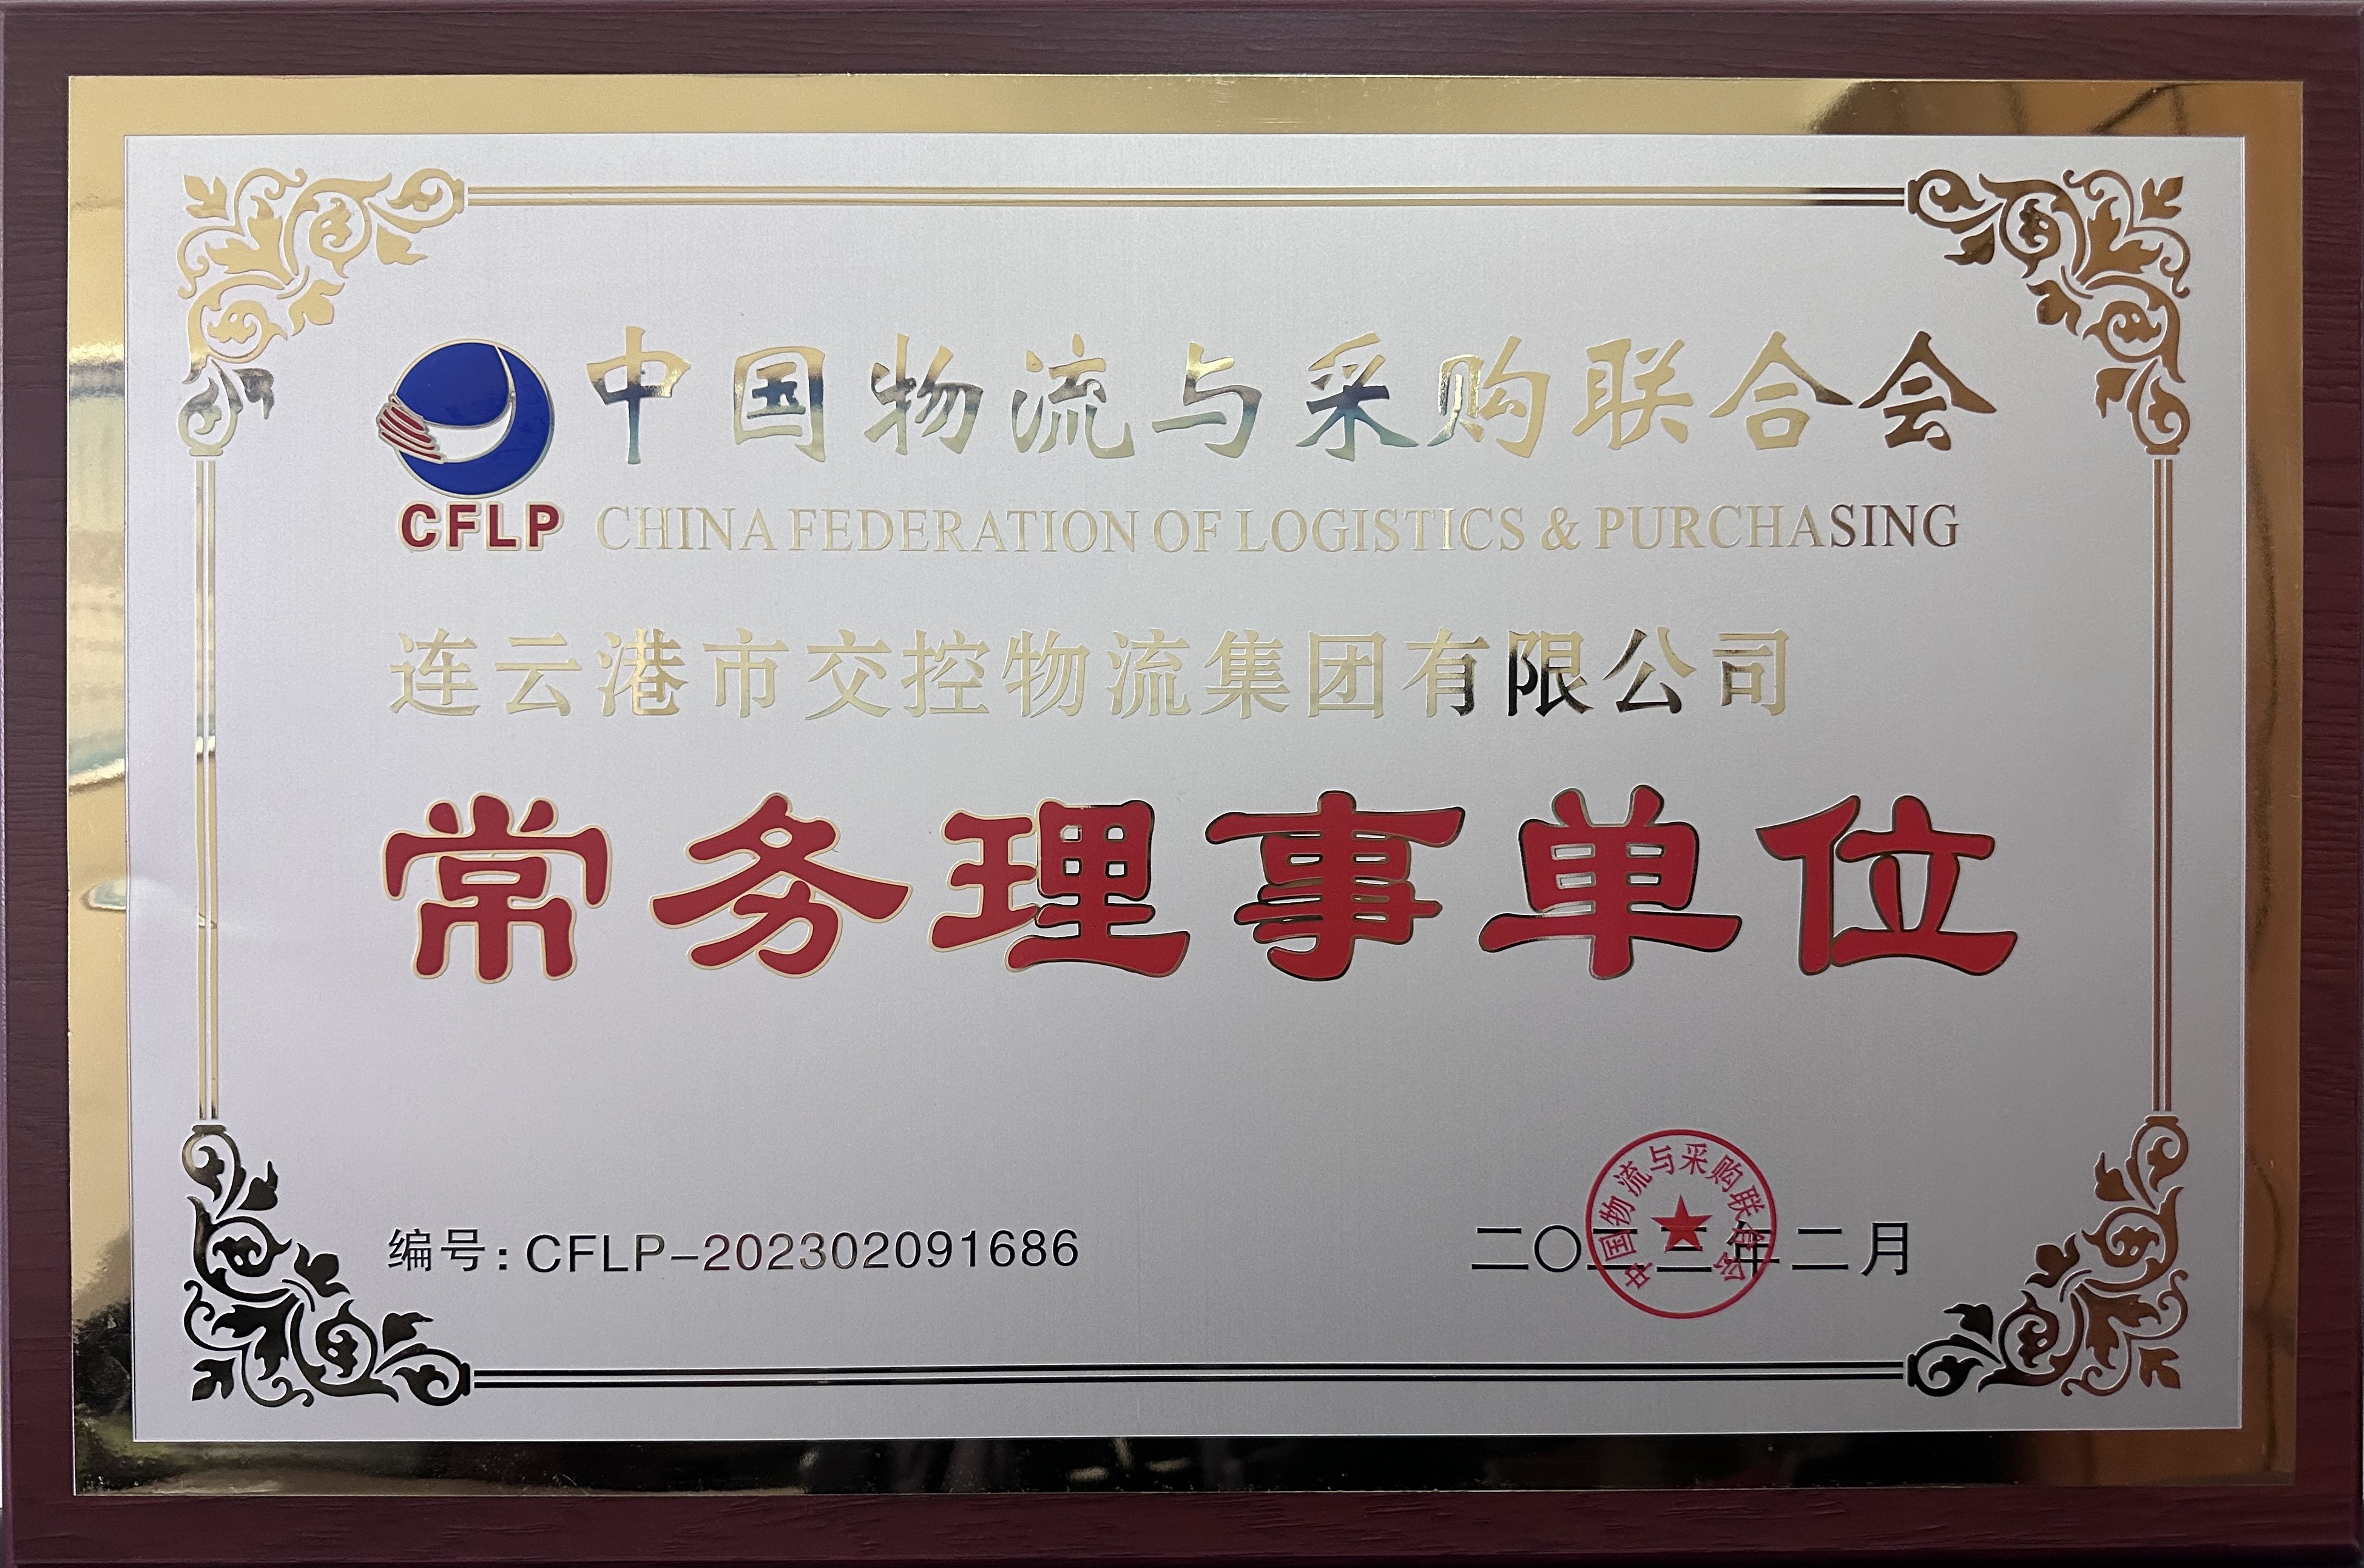 中国物流与采购联合会
CFLP CHINA FEDERATION OF LOGISTICS & PURCHASING
连云港市交控物流集团有限公司
常务理事单位
编号：CFLP-202302091686
二〇二三年二月
中国物流与采购联合会